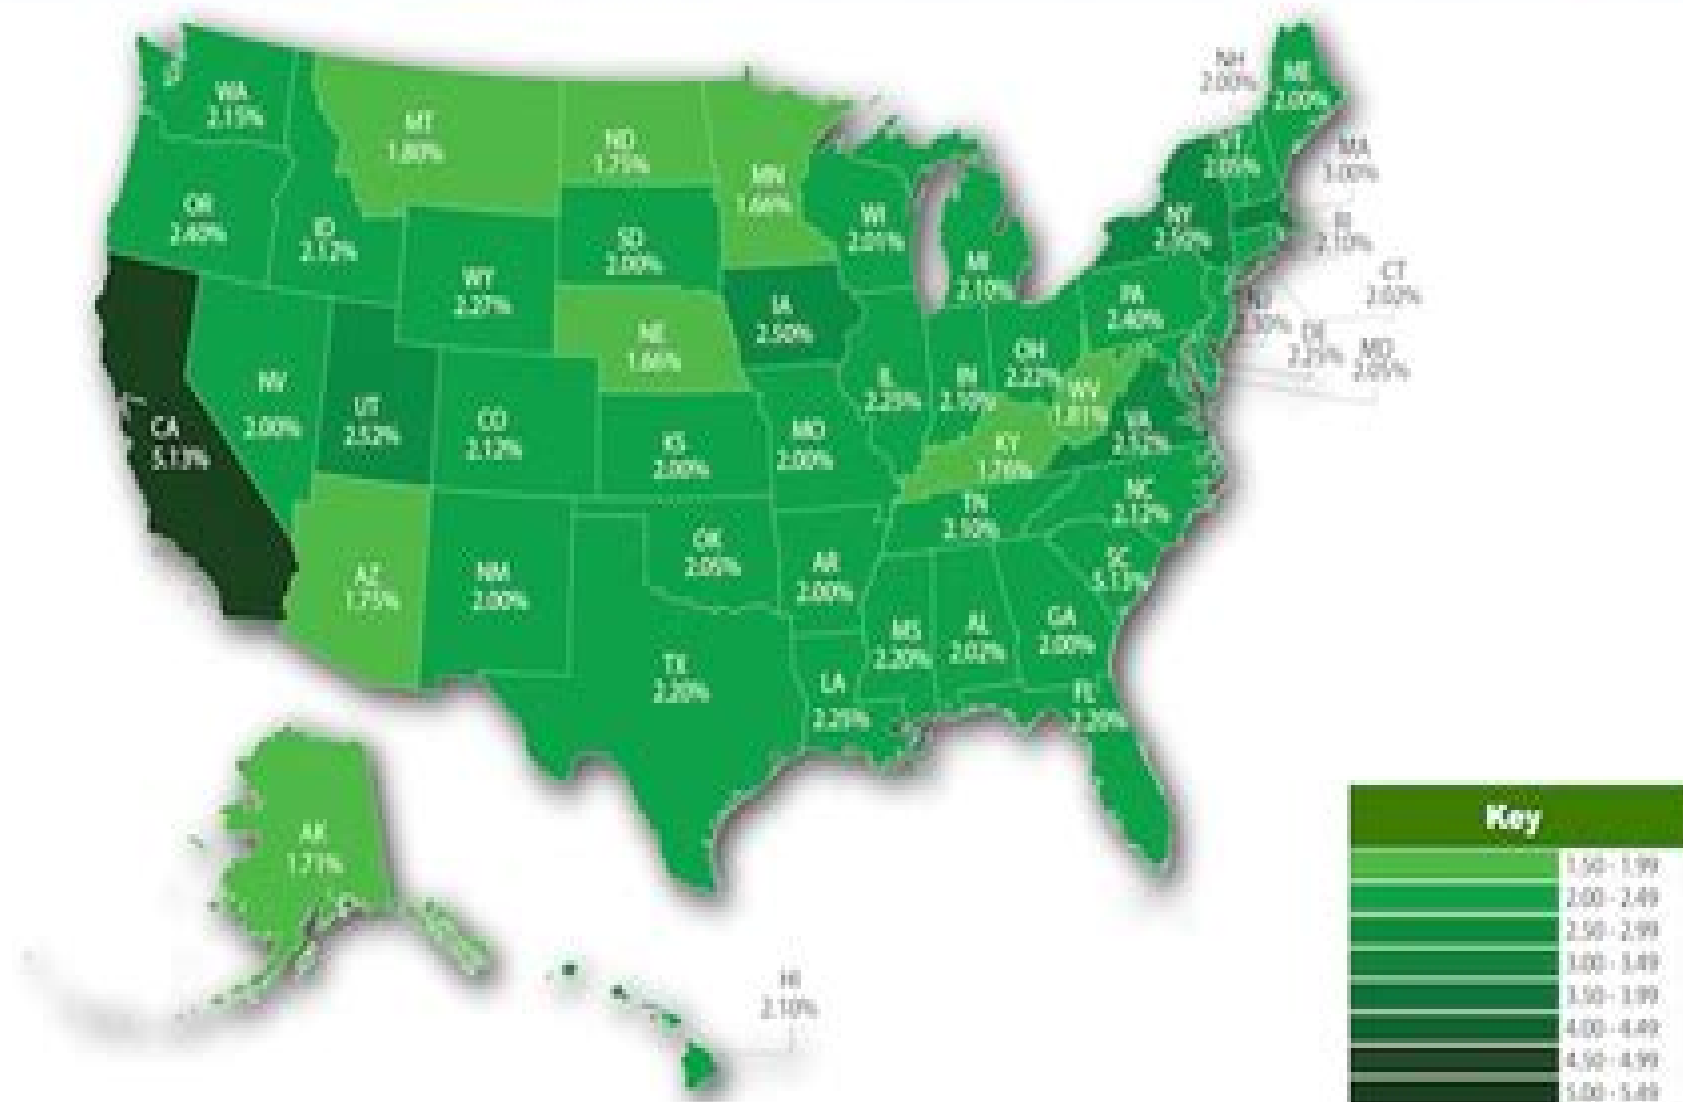 NH
2.00%
ME
2.00%
WA
2.15%
MT
1.80%
ND
1.75%
MN
1.66%
VT
2.05%
MA
3.00%
OR
2.40%
ID
2.12%
WY
2.27%
SD
2.00%
WI
2.01%
MI
2.10%
NY
2.50%
RI
2.10%
CT
2.02%
IA
2.50%
NE
1.66%
PA
2.40%
NJ
DE
2.25%
MD
2.05%
NV
2.00%
UT
2.52%
CO
2.12%
KS
2.00%
MO
2.00%
IL
2.25%
IN
2.10%
OH
2.22%
WV
1.81%
VA
2.52%
KY
1.76%
CA
5.13%
AZ
1.75%
NM
2.00%
OK
2.05%
AR
2.00%
TN
2.10%
NC
2.12%
SC
5.13%
TX
2.20%
LA
2.25%
MS
2.20%
AL
2.02%
GA
2.00%
FL
2.20%
AK
1.71%
HI
2.10%
Key
1.50 - 1.99
2.00 - 2.49
2.50 - 2.99
3.00 - 3.49
3.50 - 3.99
4.00 - 4.49
4.50 - 4.99
5.00 - 5.49